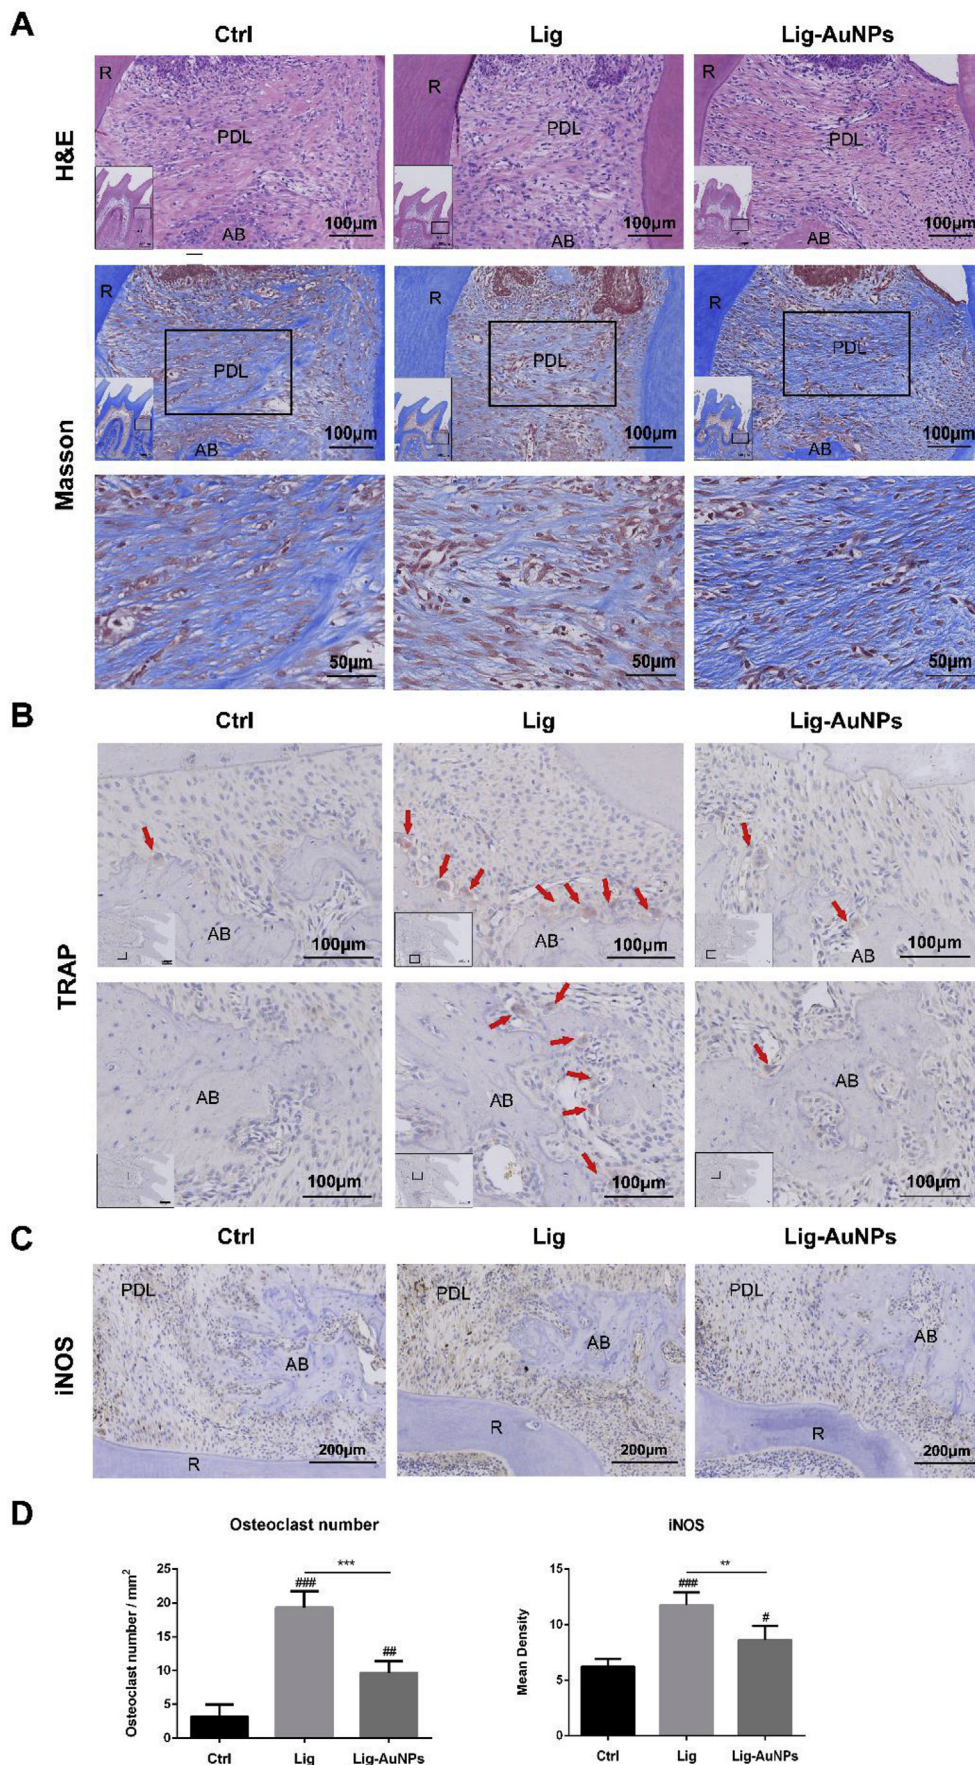 A
Ctrl Lig Lig-AuNPs
H&E
R PDL AB 100µm
R PDL AB 100µm
R PDL AB 100µm
Masson
R PDL AB 100µm
R PDL 100µm
R PDL AB 100µm
50µm 50µm 50µm
B
Ctrl Lig Lig-AuNPs
TRAP
AB 100µm
AB 100µm
AB 100µm
AB 100µm
AB 100µm
AB 100µm
C
Ctrl Lig Lig-AuNPs
iNOS
PDL AB R 200µm
PDL AB R 200µm
PDL AB R 200µm
D
Osteoclast number
Osteoclast number / mm²
25
20
15
10
5
0
###
***
##
Ctrl Lig Lig-AuNPs
iNOS
Mean Density
15
10
5
0
###
**
#
Ctrl Lig Lig-AuNPs